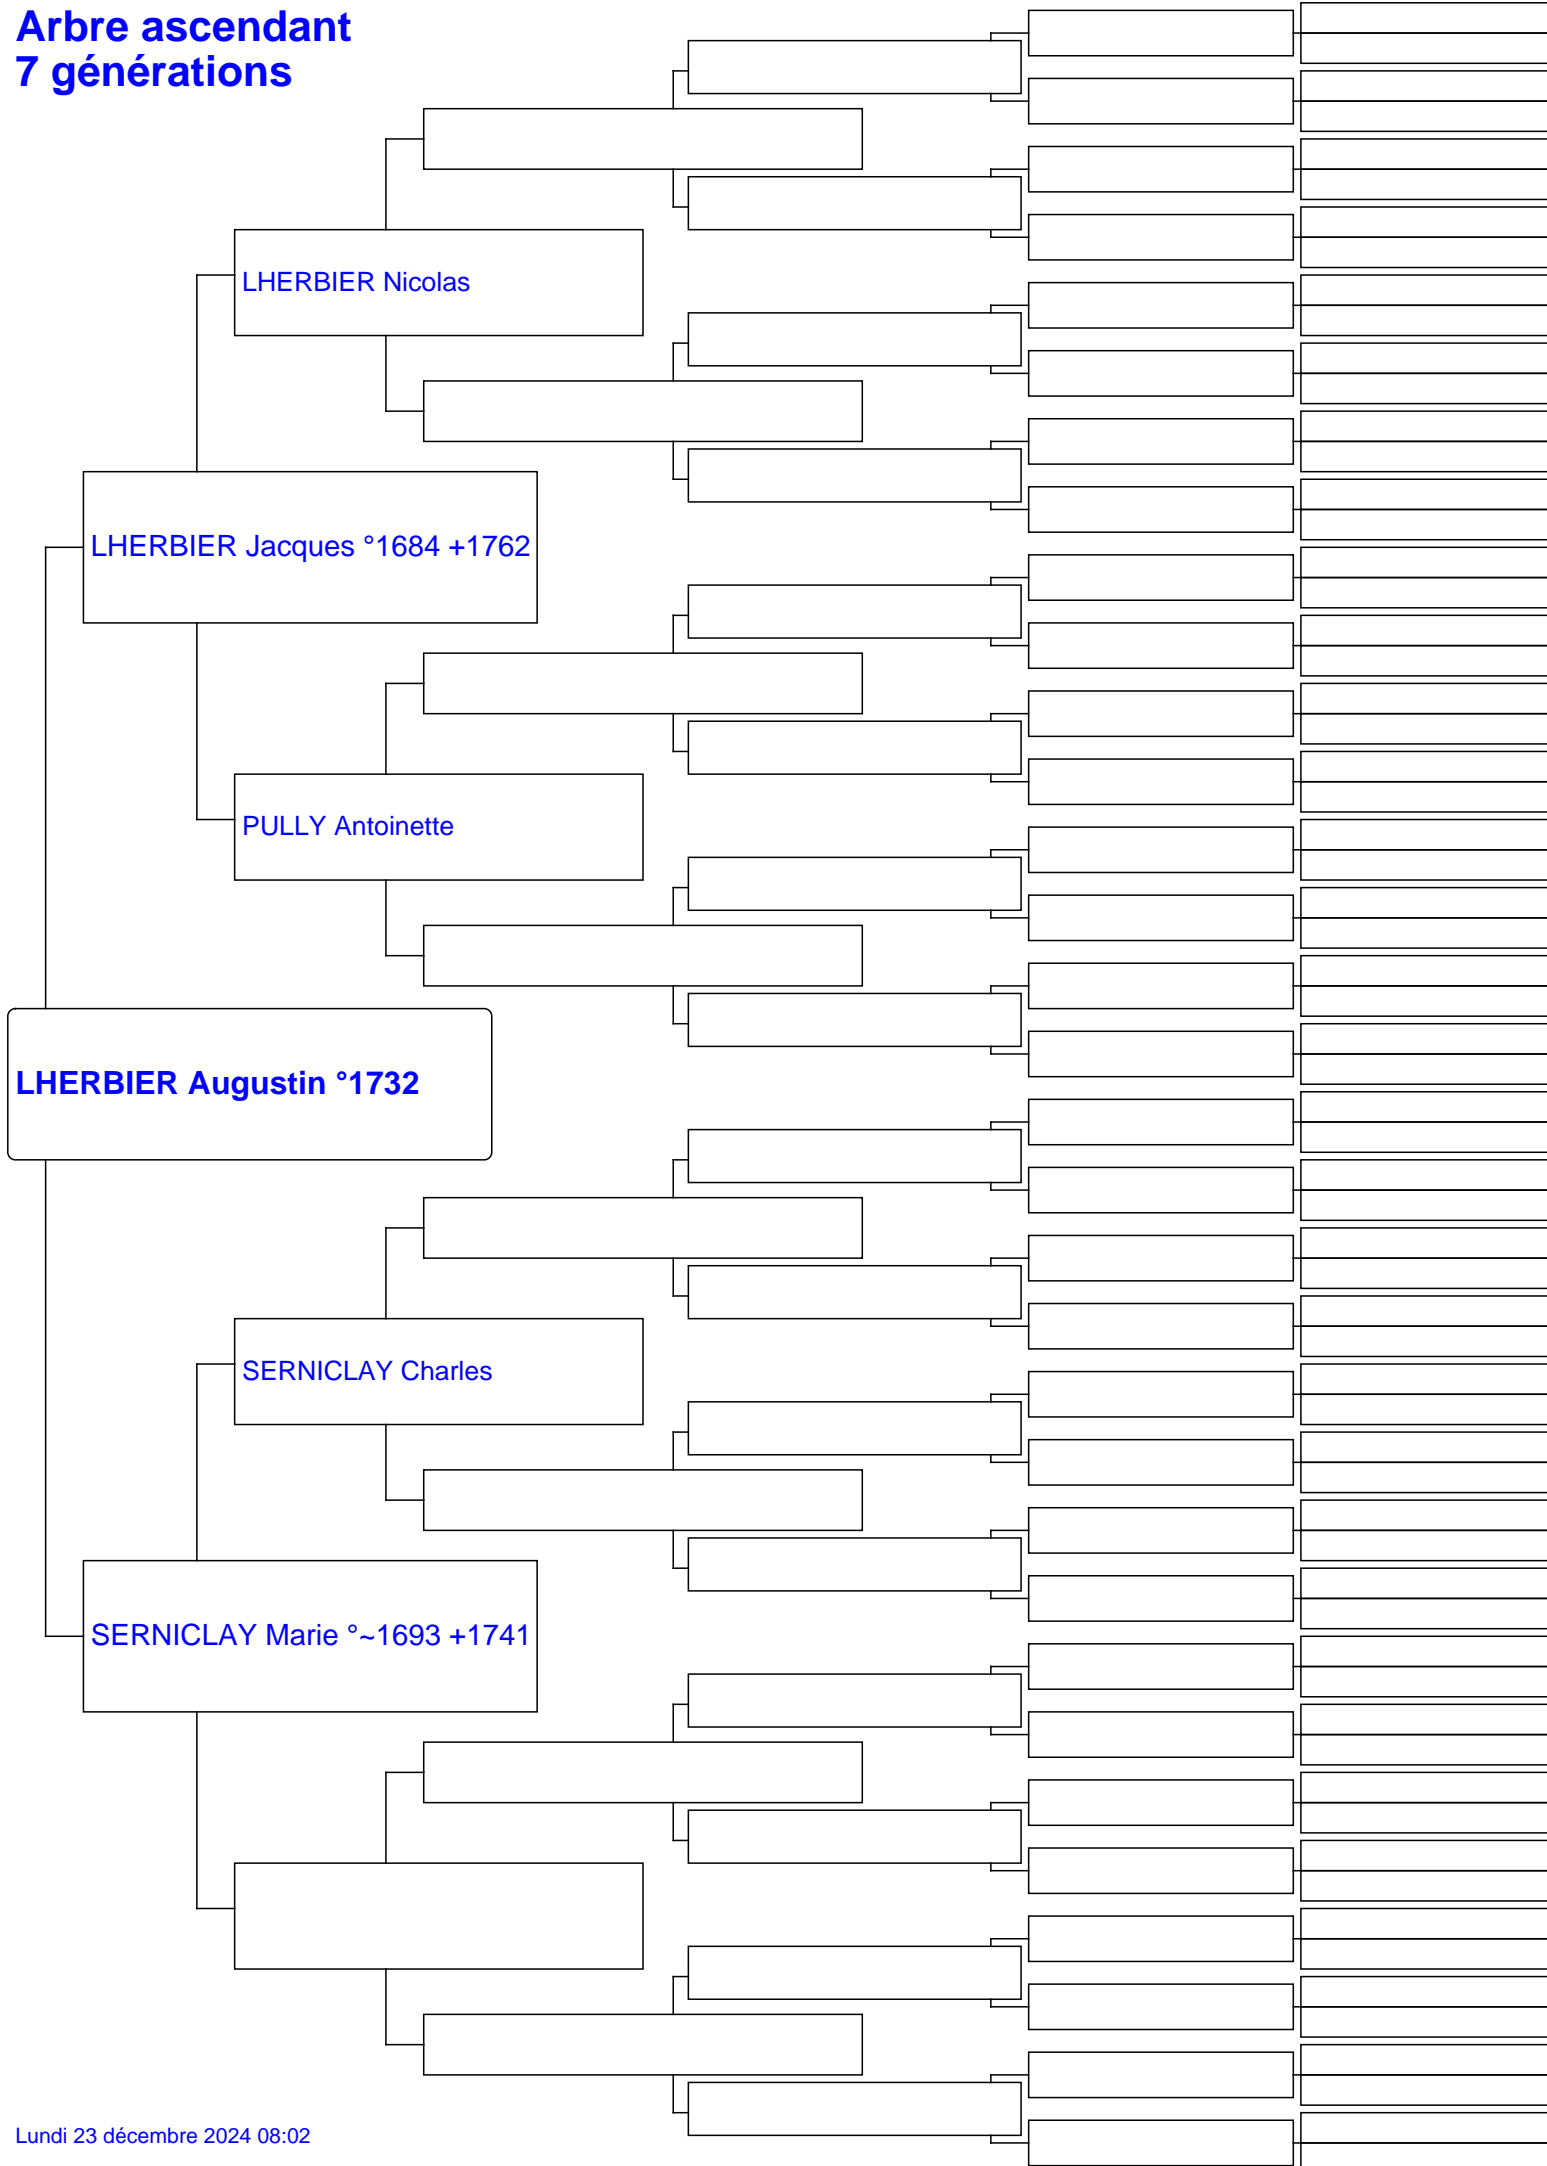 Arbre ascendant
7 générations
LHERBIER Nicolas
LHERBIER Jacques °1684 +1762
PULLY Antoinette
LHERBIER Augustin °1732
SERNICLAY Charles
SERNICLAY Marie °~1693 +1741
Lundi 23 décembre 2024 08:02